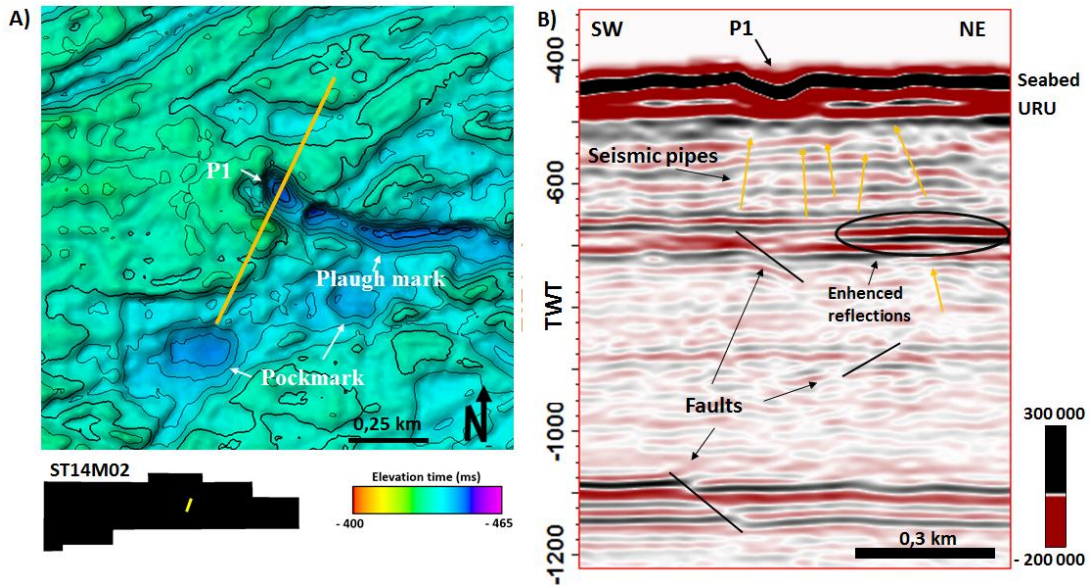 A)
P1
Plaugh mark
Pockmark
N
0,25 km
ST14M02
Elevation time (ms)
- 400
- 465
B)
SW
P1
NE
-400
Seabed
URU
Seismic pipes
600
TWT
Enhenced
reflections)
Faults
-1000
0,3 km
-1200
300 000
- 200 000